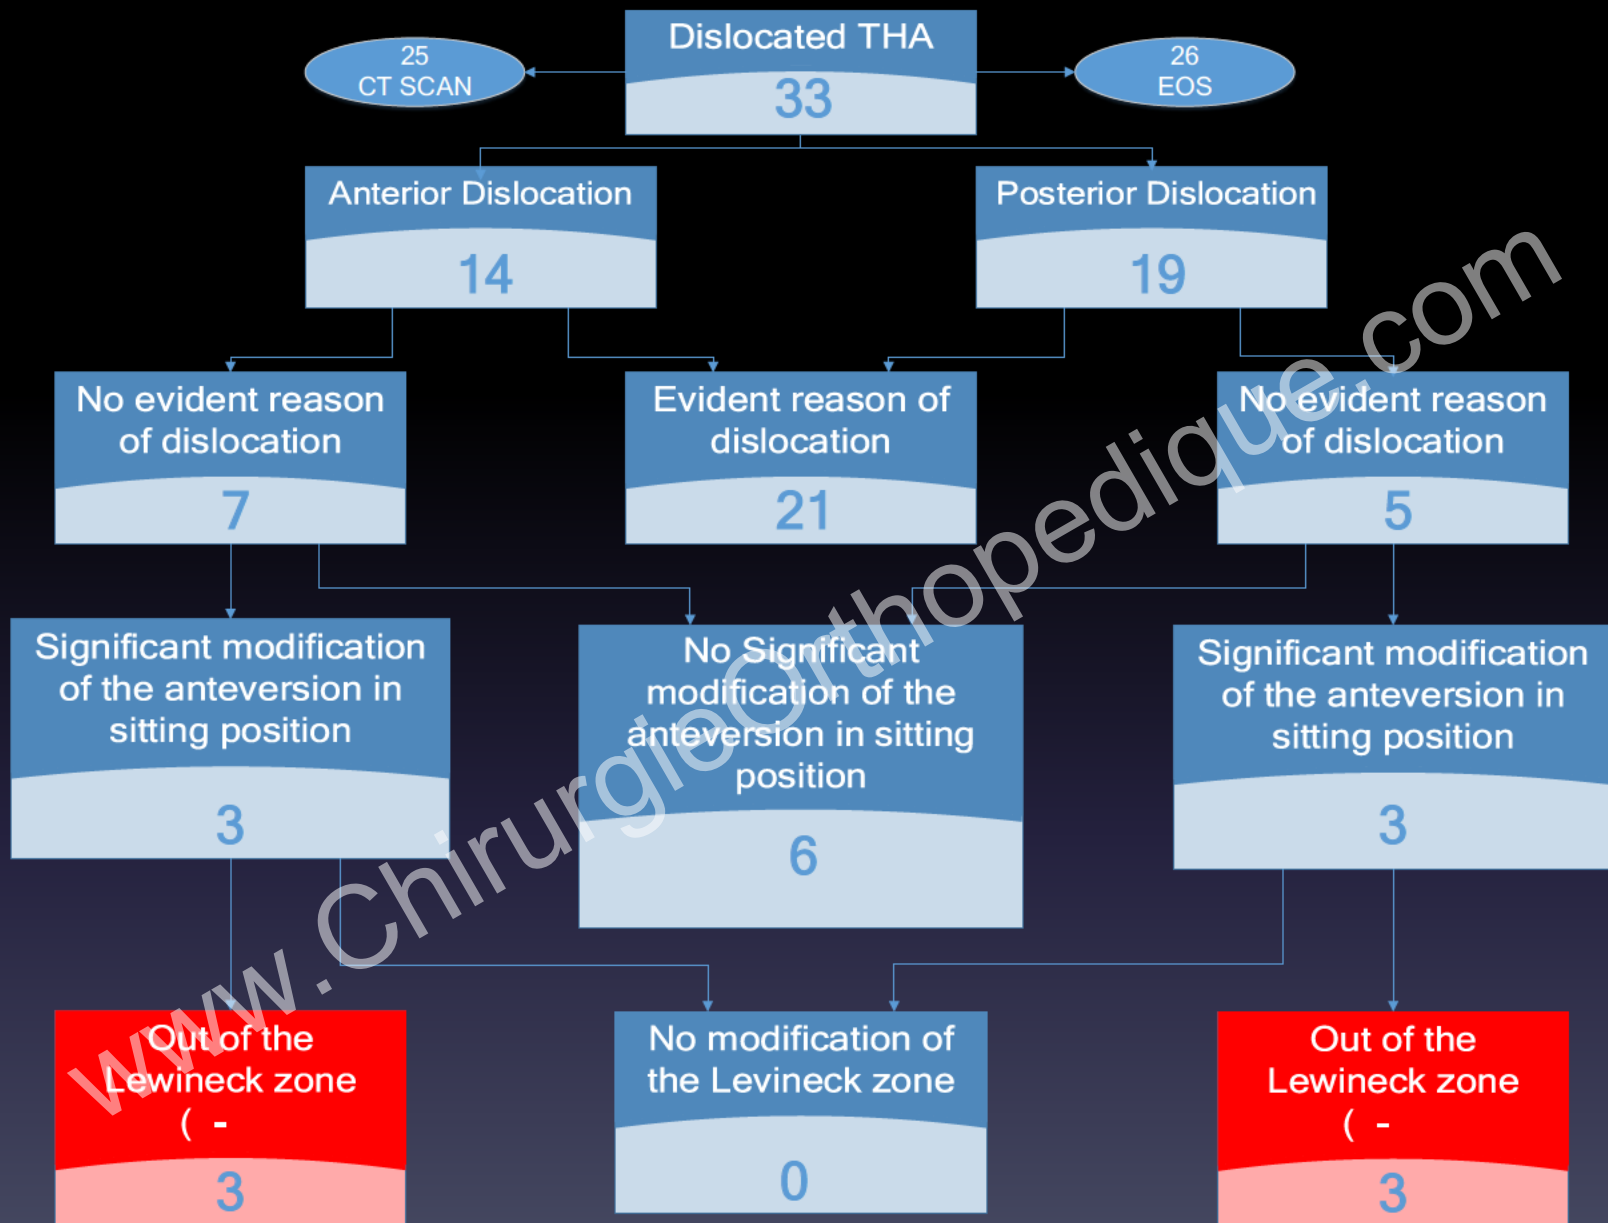 Dislocated THA
33
25
CT SCAN
26
EOS
Anterior Dislocation
14
Posterior Dislocation
19
No evident reason
of dislocation
7
Evident reason of
dislocation
21
No evident reason
of dislocation
5
Significant modification
of the anteversion in
sitting position
3
No Significant
modification of the
anteversion in sitting
position
6
Significant modification
of the anteversion in
sitting position
3
Out of the
Lewineck zone
( -
3
No modification of
the Levineck zone
0
Out of the
Lewineck zone
( -
3
www.ChirurgieOrthopedique.com